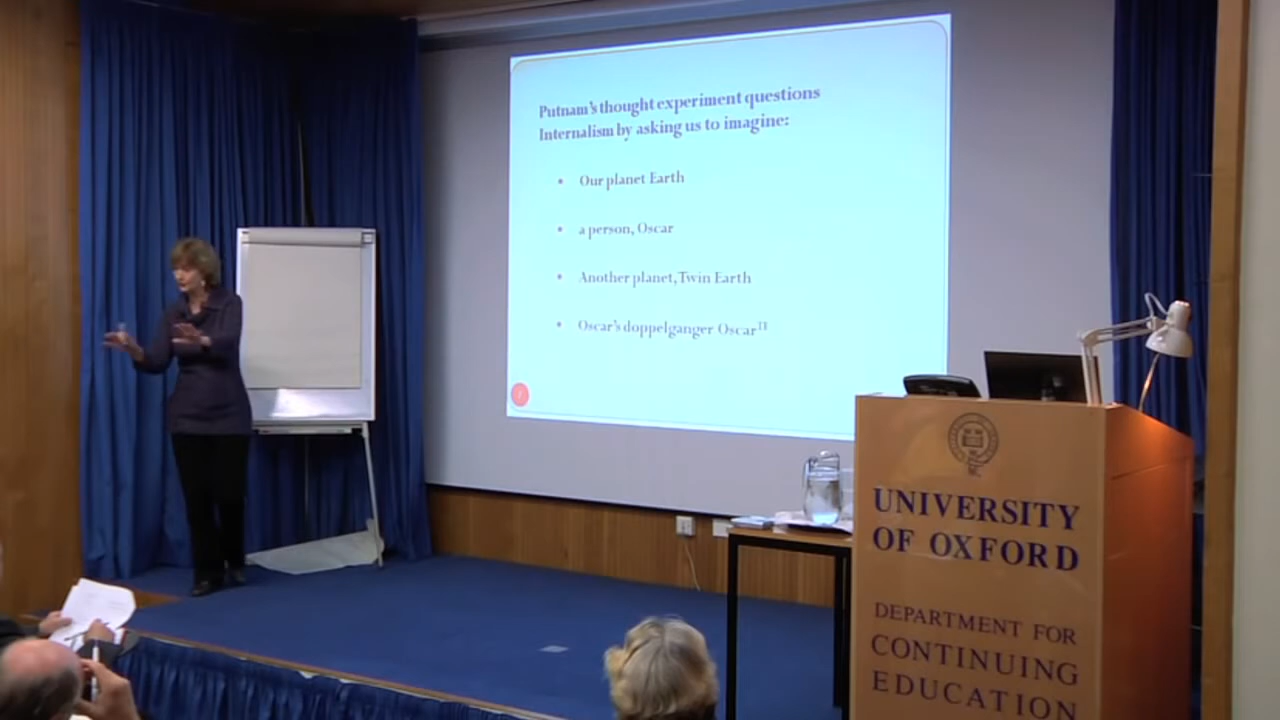 Putnam's thought experiment questions
Internalism by asking us to imagine:
• Our planet Earth
• a person, Oscar
• Another planet, Twin Earth
• Oscar's doppelganger Oscar
UNIVERSITY
OF OXFORD
DEPARTMENT FOR
CONTINUING
EDUCATION